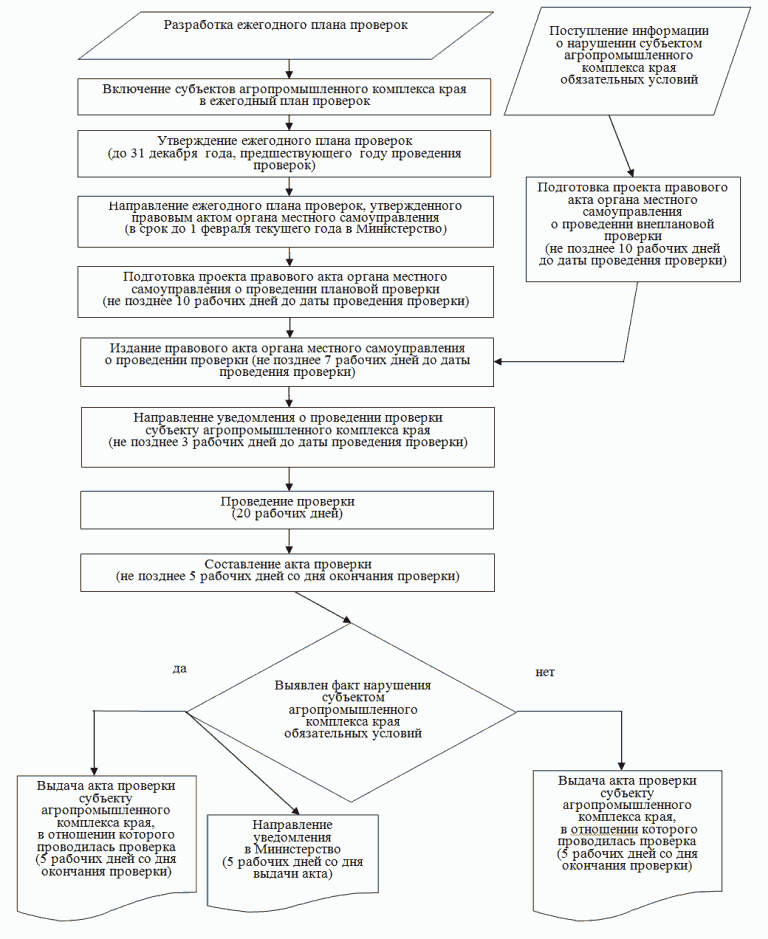 Разработка ежегодного плана проверок
Поступление информации
о нарушении субъектом
агропромышленного
комплекса края
обязательных условий
Включение субъектов агропромышленного комплекса края
в ежегодный план проверок
Утверждение ежегодного плана проверок
(до 31 декабря года, предшествующего году проведения
проверок)
Направление ежегодного плана проверок, утвержденного
правовым актом органа местного самоуправления
(в срок до 1 февраля текущего года в Министерство)
Подготовка проекта правового
акта органа местного
самоуправления
о проведении внеплановой
проверки
(не позднее 10 рабочих дней
до даты проведения проверки)
Подготовка проекта правового акта органа местного
самоуправления о проведении плановой проверки
(не позднее 10 рабочих дней до даты проведения проверки)
Издание правового акта органа местного самоуправления
о проведении проверки (не позднее 7 рабочих дней до даты
проведения проверки)
Направление уведомления о проведении проверки
субъекту агропромышленного комплекса края
(не позднее 3 рабочих дней до даты проведения проверки)
Проведение проверки
(20 рабочих дней)
Составление акта проверки
(не позднее 5 рабочих дней со дня окончания проверки)
да
нет
Выявлен факт нарушения
субъектом
агропромышленного
комплекса края
обязательных условий
Выдача акта проверки
субъекту
агропромышленного
комплекса края,
в отношении которого
проводилась проверка
(5 рабочих дней со дня
окончания проверки)
Направление
уведомления
в Министерство
(5 рабочих дней со дня
выдачи акта)
Выдача акта проверки
субъекту
агропромышленного
комплекса края,
в отношении которого
проводилась проверка
(5 рабочих дней со дня
окончания проверки)